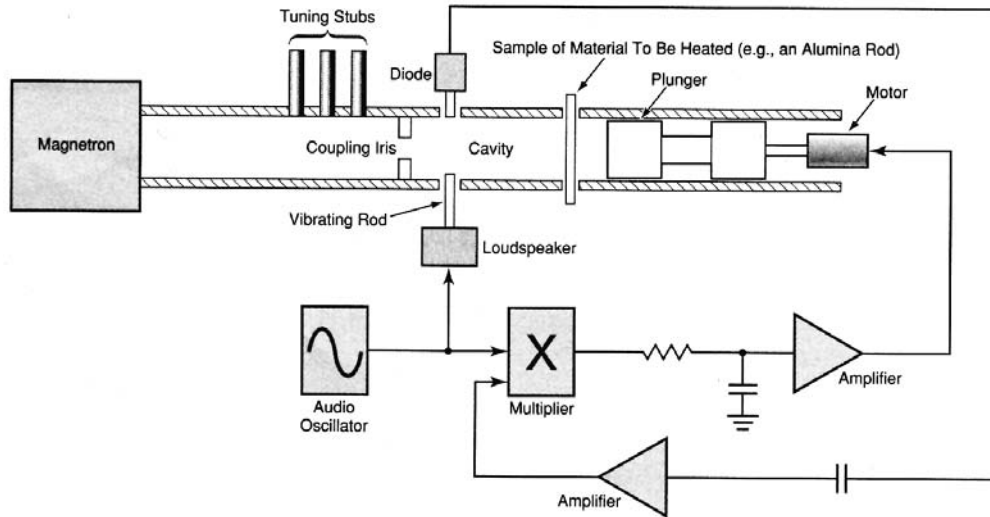 Tuning Stubs
Sample of Material To Be Heated (e.g., an Alumina Rod)
Diode
Plunger
Motor
Magnetron
Coupling Iris
Cavity
Vibrating Rod
Loudspeaker
X
Amplifier
Audio
Oscillator
Multiplier
Amplifier